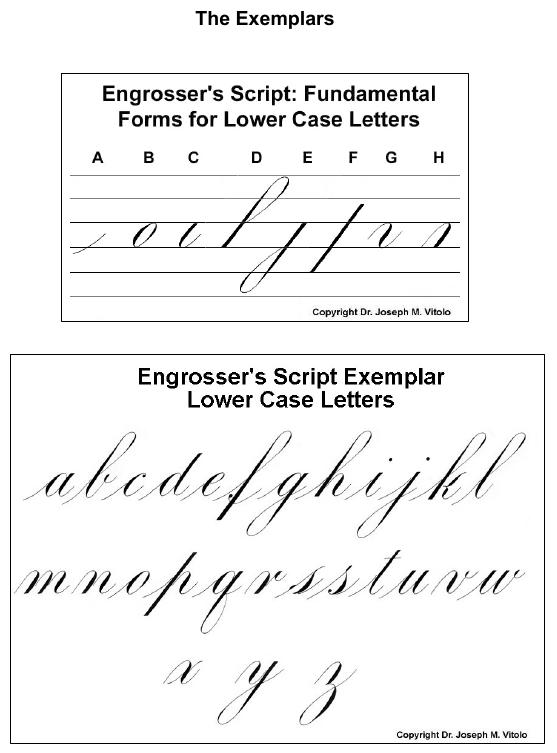 The Exemplars
Engrosser's Script: Fundamental
Forms for Lower Case Letters
A B C D E F G H
Copyright Dr. Joseph M. Vitolo
Engrosser's Script Exemplar
Lower Case Letters
a b c d e f g h i j k l
m n o p q r s s t u v w
x y z
Copyright Dr. Joseph M. Vitolo